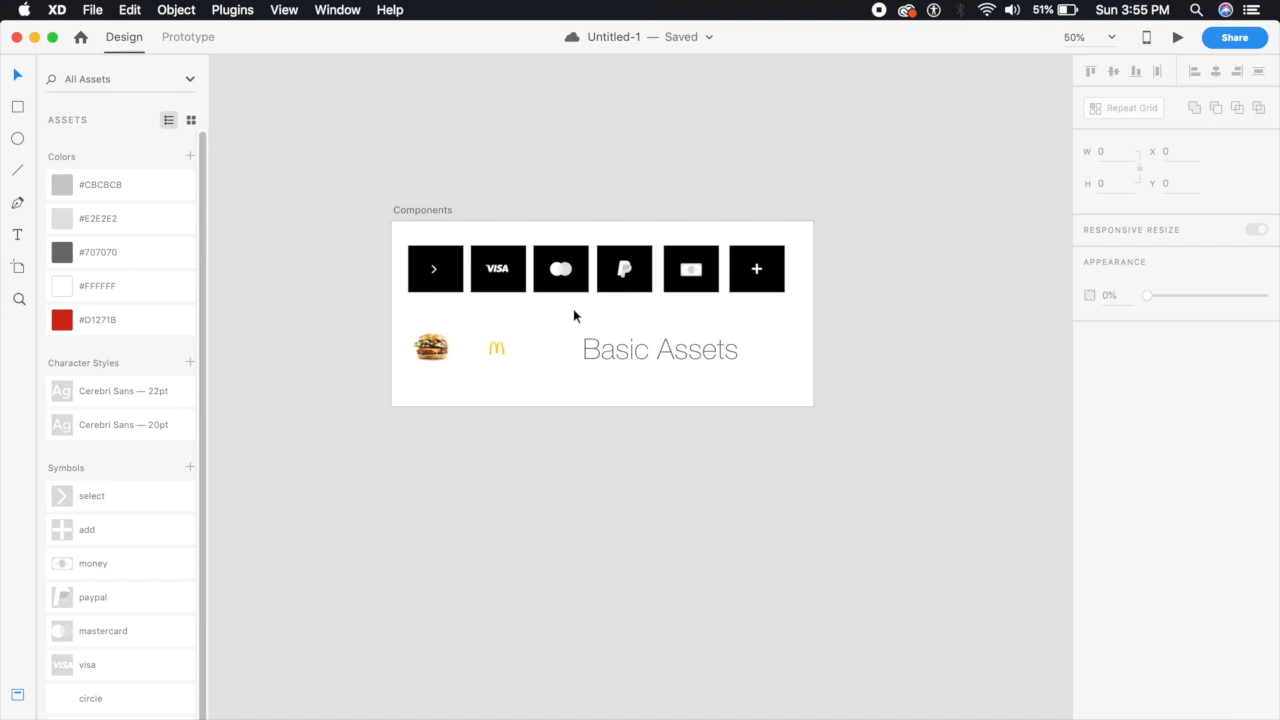 XD File Edit Object Plugins View Window Help 51% Sun 3:55 PM
Design Prototype Untitled-1 — Saved 50% Share
All Assets
ASSETS
Repeat Grid
Colors
W 0 X 0
#CBCBCB
H 0 Y 0
Components
#E2E2E2
RESPONSIVE RESIZE
#707070
APPEARANCE
VISA
#FFFFFF
0%
#D1271B
Basic Assets
Character Styles
Ag Cerebri Sans — 22pt
Ag Cerebri Sans — 20pt
Symbols
select
add
money
paypal
mastercard
VISA visa
circle